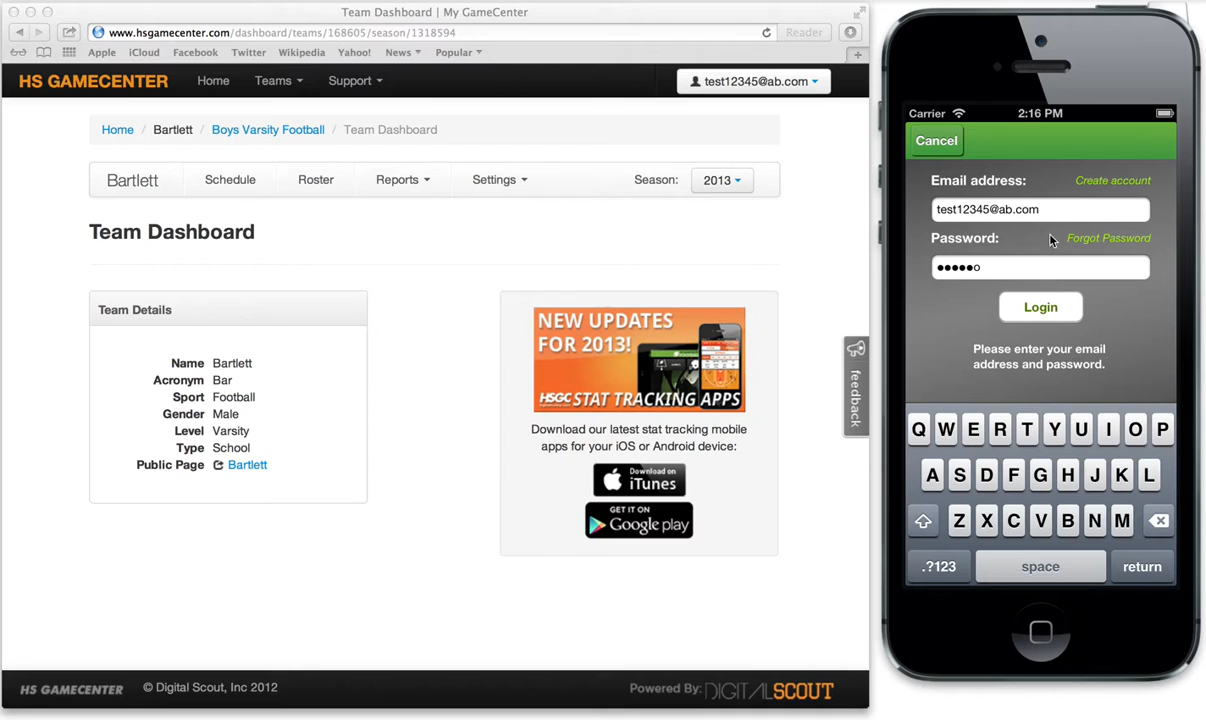 Team Dashboard | My GameCenter
www.hsgamecenter.com/dashboard/teams/168605/season/1318594
Reader
Apple iCloud Facebook Twitter Wikipedia Yahoo! News Popular
HS GAMECENTER Home Teams Support test12345@ab.com
Home / Bartlett / Boys Varsity Football / Team Dashboard
Bartlett Schedule Roster Reports Settings Season: 2013
Team Dashboard
Team Details
Name Bartlett
Acronym Bar
Sport Football
Gender Male
Level Varsity
Type School
Public Page Bartlett
NEW UPDATES
FOR 2013!
HSGC STAT TRACKING APPS
Download our latest stat tracking mobile
apps for your iOS or Android device:
Download on
iTunes
GET IT ON
Google play
feedback
HS GAMECENTER © Digital Scout, Inc 2012
Powered By: DIGITALSCOUT
Carrier 2:16 PM
Cancel
Email address: Create account
test12345@ab.com
Password: Forgot Password
●●●●●o
Login
Please enter your email
address and password.
Q W E R T Y U I O P
A S D F G H J K L
Z X C V B N M
.?123 space return